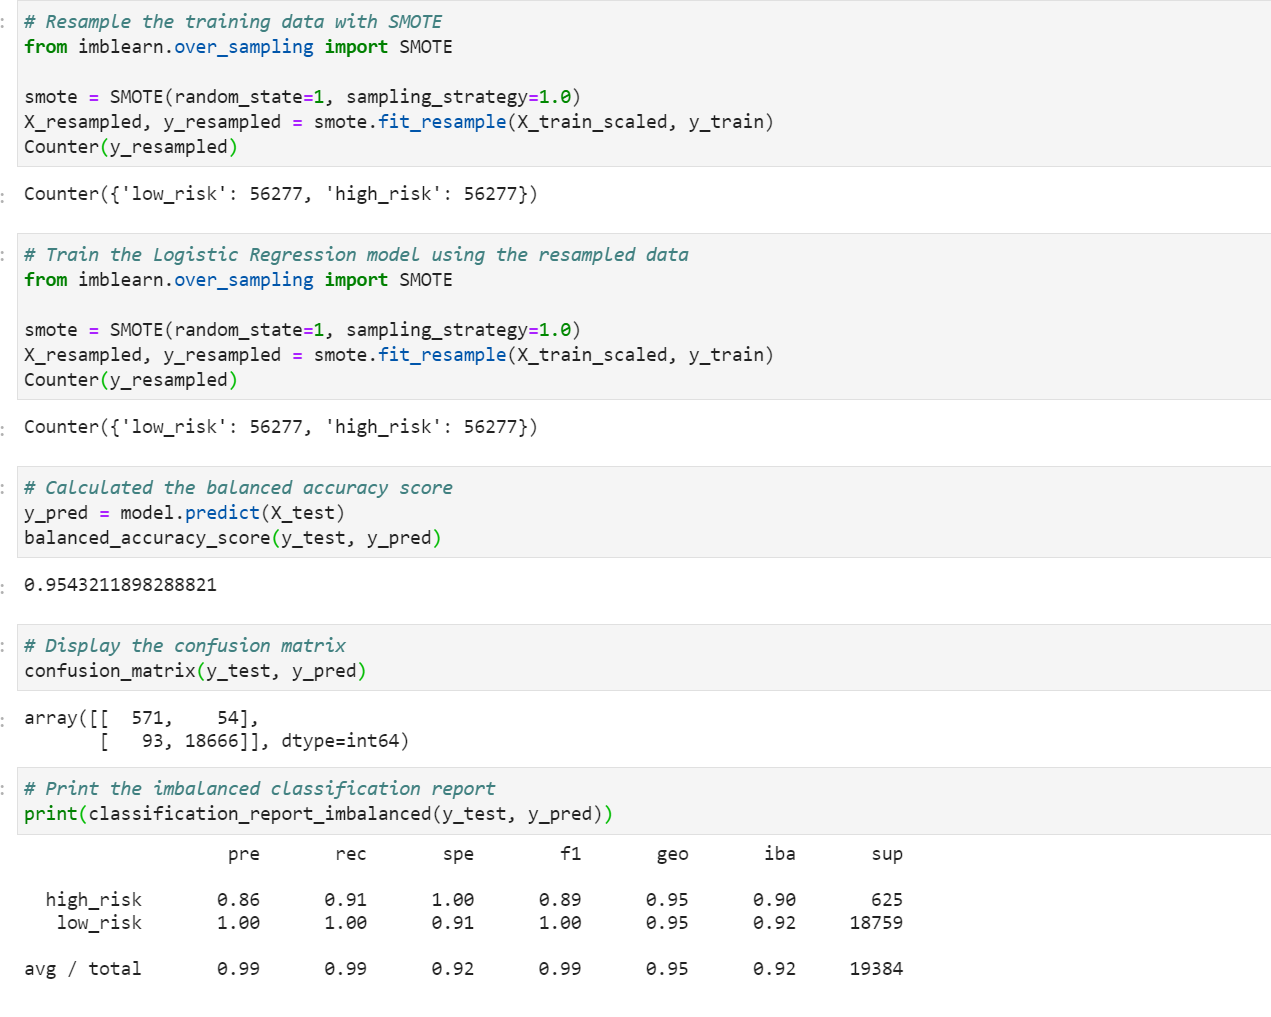 # Resample the training data with SMOTE
from imblearn.over_sampling import SMOTE
smote = SMOTE(random_state=1, sampling_strategy=1.0)
X_resampled, y_resampled = smote.fit_resample(X_train_scaled, y_train)
Counter(y_resampled)
Counter({'low_risk': 56277, 'high_risk': 56277})
# Train the Logistic Regression model using the resampled data
from imblearn.over_sampling import SMOTE
smote = SMOTE(random_state=1, sampling_strategy=1.0)
X_resampled, y_resampled = smote.fit_resample(X_train_scaled, y_train)
Counter(y_resampled)
Counter({'low_risk': 56277, 'high_risk': 56277})
# Calculated the balanced accuracy score
y_pred = model.predict(X_test)
balanced_accuracy_score(y_test, y_pred)
0.9543211898288821
# Display the confusion matrix
confusion_matrix(y_test, y_pred)
array([[  571,    54],
       [   93, 18666]], dtype=int64)
# Print the imbalanced classification report
print(classification_report_imbalanced(y_test, y_pred))
pre rec spe f1 geo iba sup
high_risk 0.86 0.91 1.00 0.89 0.95 0.90 625
low_risk 1.00 1.00 0.91 1.00 0.95 0.92 18759
avg / total 0.99 0.99 0.92 0.99 0.95 0.92 19384